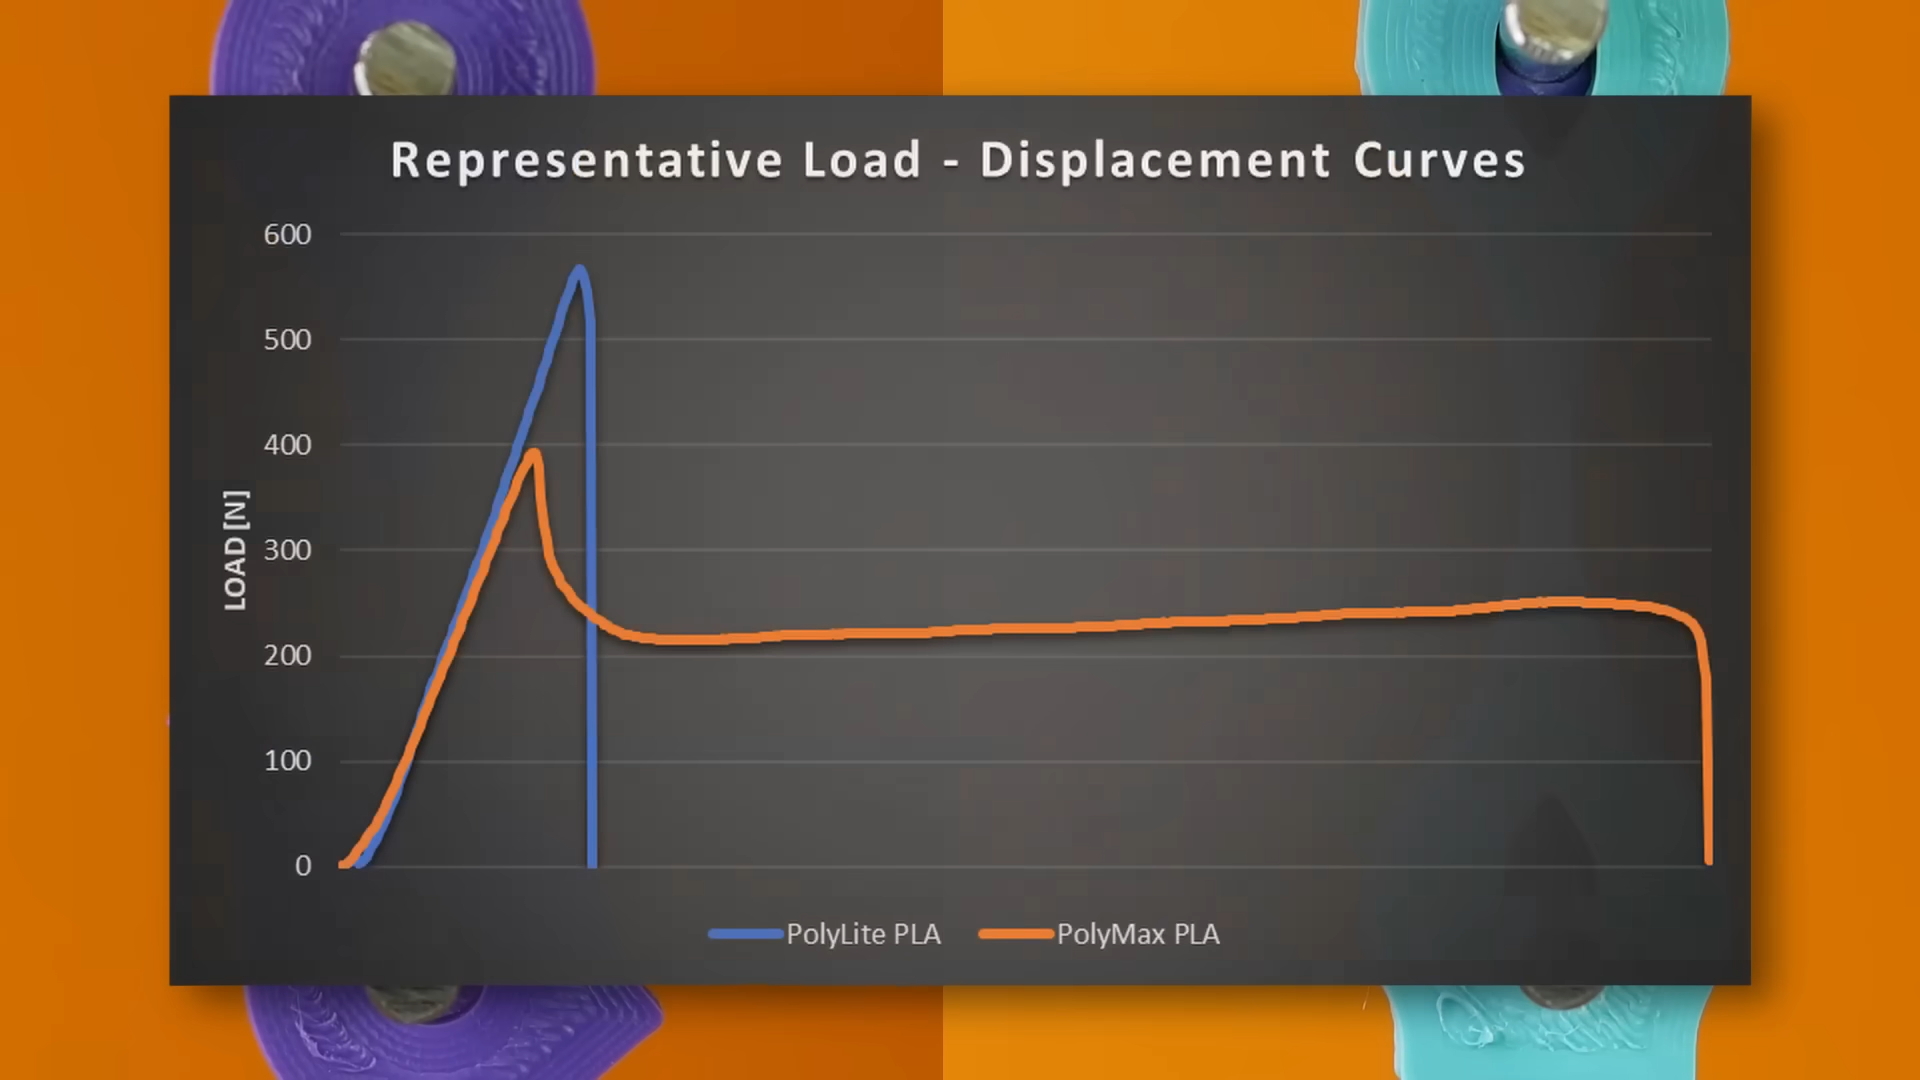 Representative Load - Displacement Curves
600
500
400
300
200
100
0
LOAD [N]
PolyLite PLA
PolyMax PLA